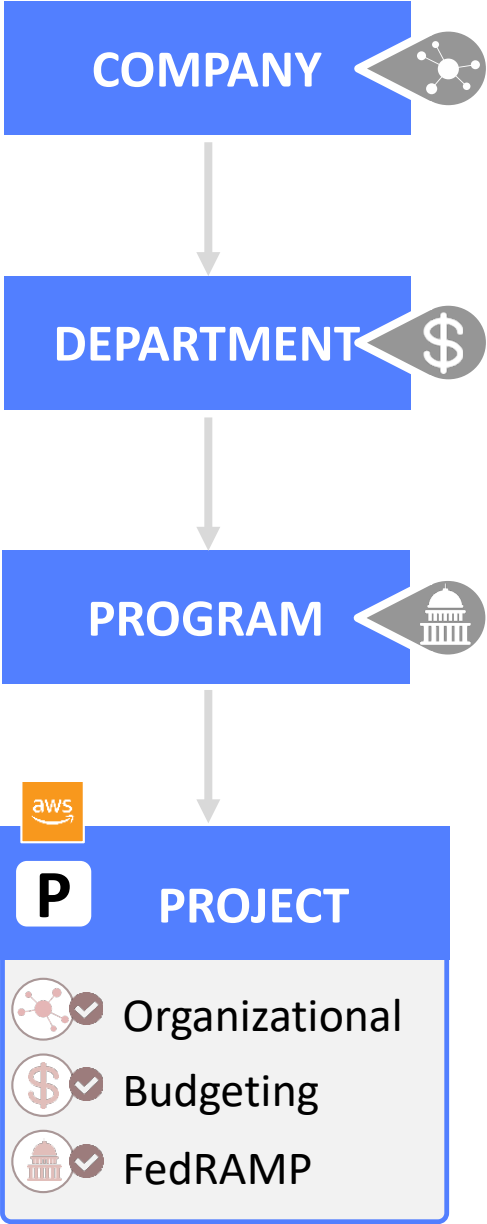 COMPANY
DEPARTMENT
$
PROGRAM
aws
P
PROJECT
Organizational
$ Budgeting
FedRAMP